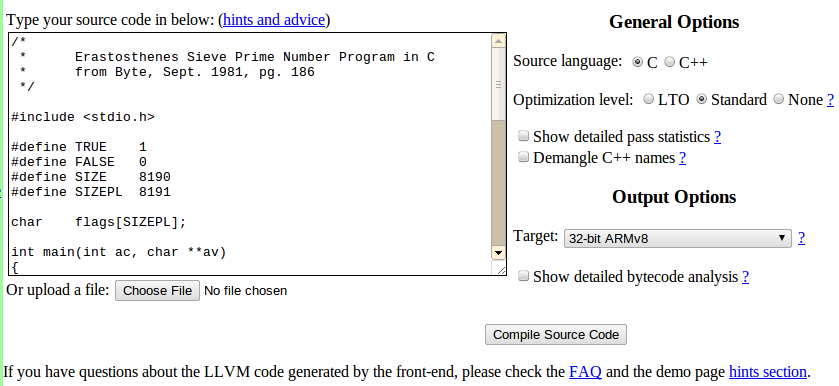 Type your source code in below: (hints and advice)
/*
 *      Erastosthenes Sieve Prime Number Program in C
 *      from Byte, Sept. 1981, pg. 186
 */
#include <stdio.h>
#define TRUE    1
#define FALSE   0
#define SIZE    8190
#define SIZEPL  8191
char    flags[SIZEPL];
int main(int ac, char **av)
{
Or upload a file: Choose File No file chosen
General Options
Source language: C C++
Optimization level: LTO Standard None ?
Show detailed pass statistics ?
Demangle C++ names ?
Output Options
Target: 32-bit ARMv8 ?
Show detailed bytecode analysis ?
Compile Source Code
If you have questions about the LLVM code generated by the front-end, please check the FAQ and the demo page hints section.